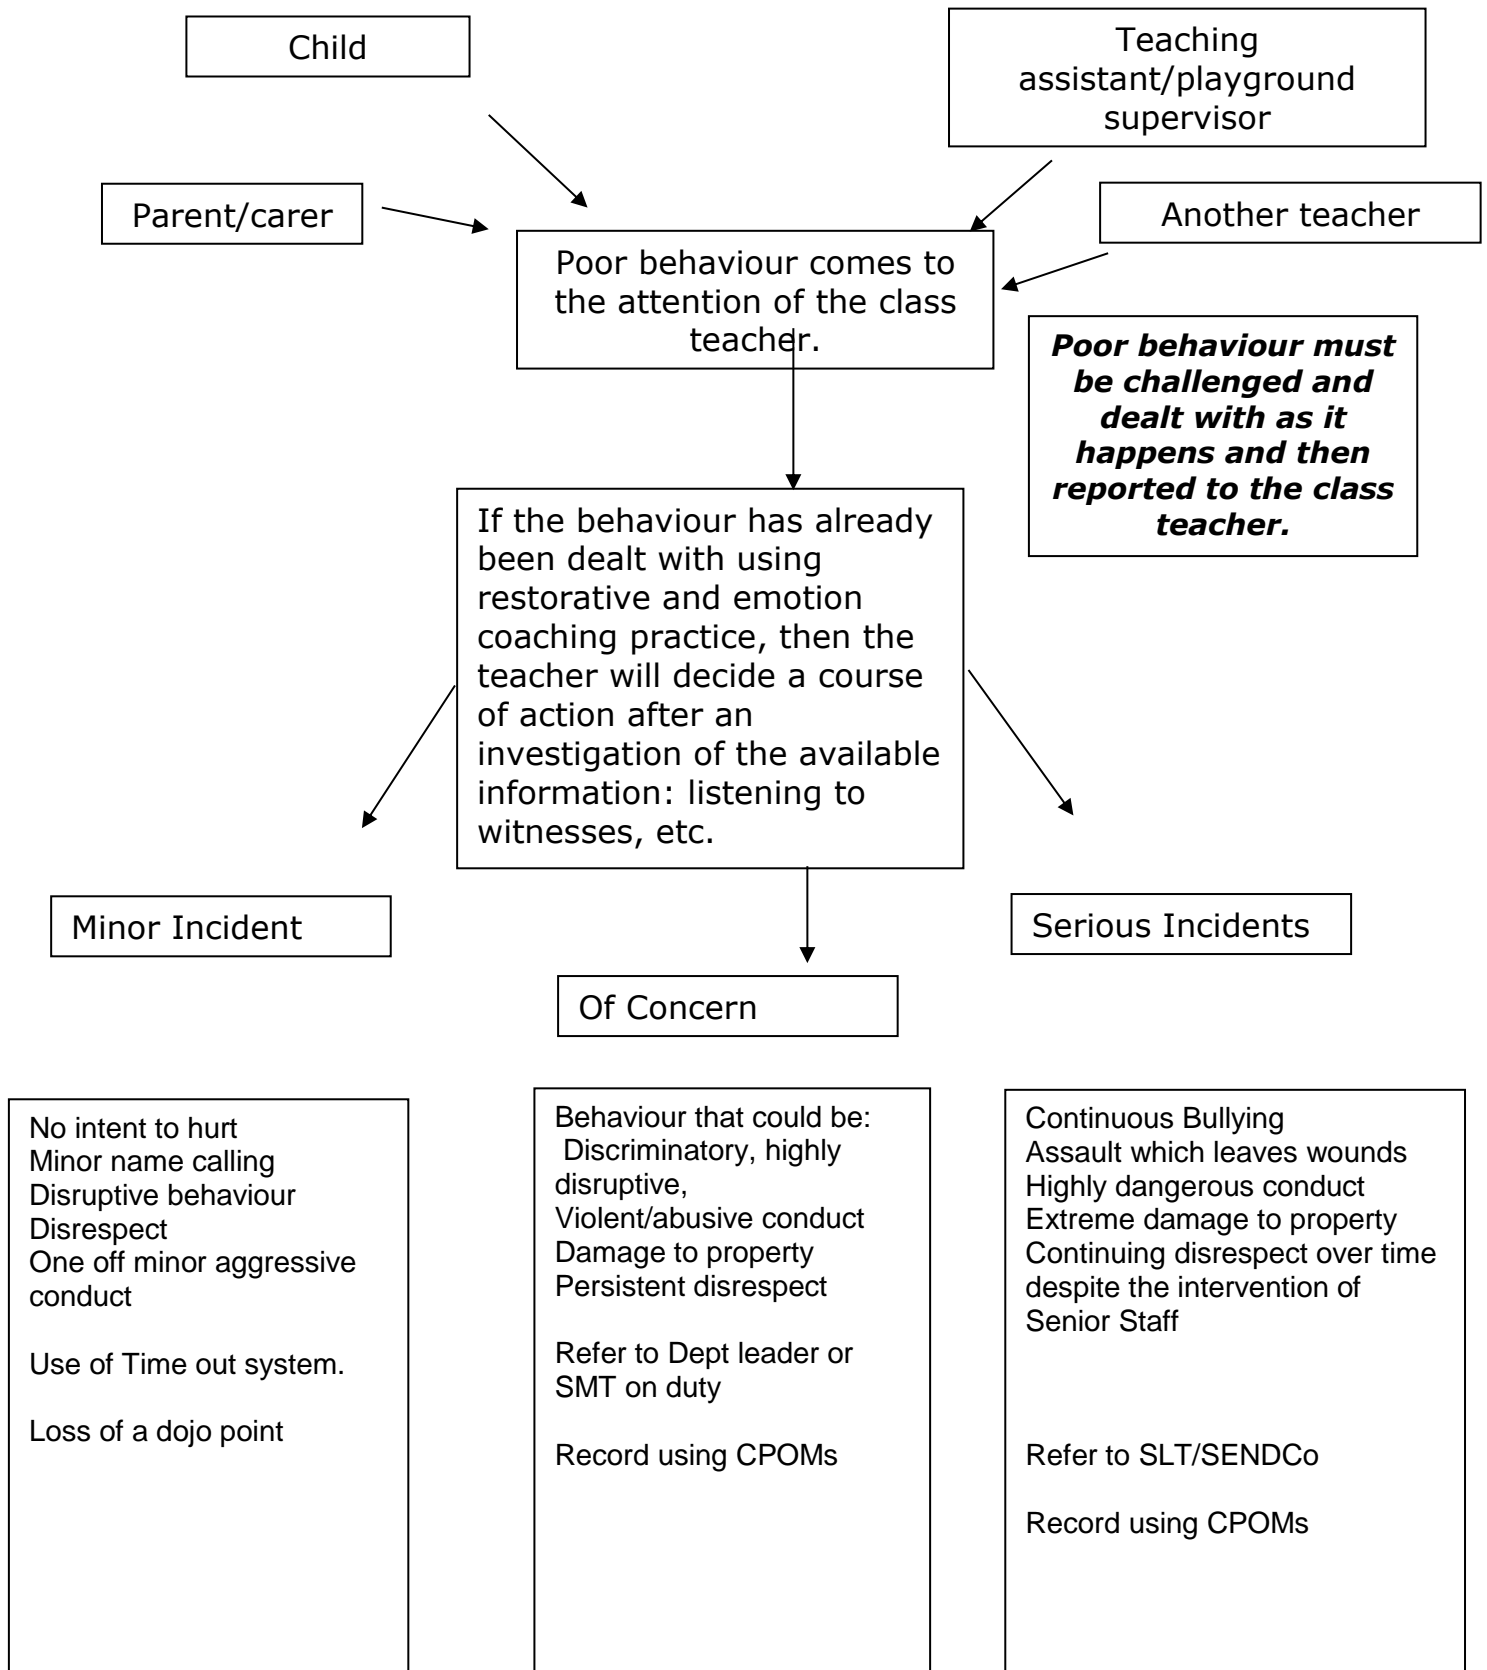 Child
Teaching
assistant/playground
supervisor
Parent/carer
Another teacher
Poor behaviour comes to
the attention of the class
teacher.
Poor behaviour must
be challenged and
dealt with as it
happens and then
reported to the class
teacher.
If the behaviour has already
been dealt with using
restorative and emotion
coaching practice, then the
teacher will decide a course
of action after an
investigation of the available
information: listening to
witnesses, etc.
Minor Incident
Of Concern
Serious Incidents
No intent to hurt
Minor name calling
Disruptive behaviour
Disrespect
One off minor aggressive
conduct
Use of Time out system.
Loss of a dojo point
Behaviour that could be:
Discriminatory, highly
disruptive,
Violent/abusive conduct
Damage to property
Persistent disrespect
Refer to Dept leader or
SMT on duty
Record using CPOMs
Continuous Bullying
Assault which leaves wounds
Highly dangerous conduct
Extreme damage to property
Continuing disrespect over time
despite the intervention of
Senior Staff
Refer to SLT/SENDCo
Record using CPOMs